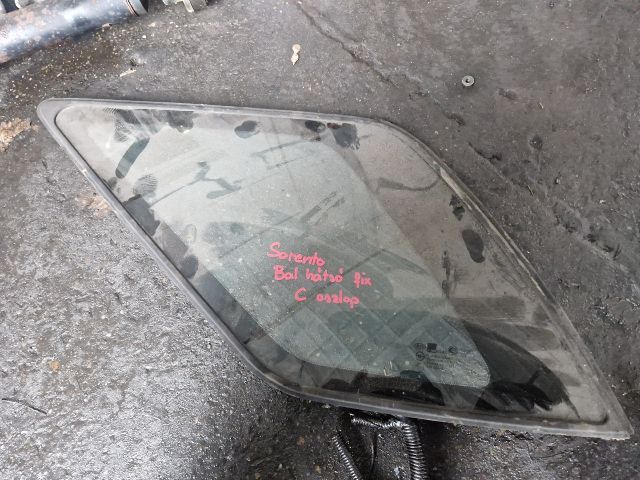 Sorento
Bal hátsó fix
C oszlop